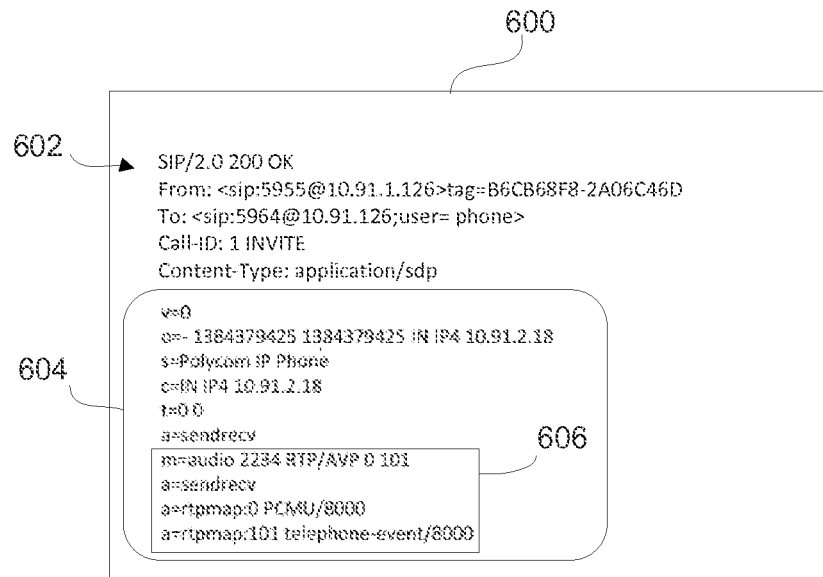 600
602
SIP/2.0 200 OK
From: <sip:5955@10.91.1.126>tag=B6CB68F8-2A06C46D
To: <sip:5964@10.91.126;user= phone>
Call-ID: 1 INVITE
Content-Type: application/sdp
604
v=0
o=- 1384379425 1384379425 IN IP4 10.91.2.18
s=Polycom IP Phone
c=IN IP4 10.91.2.18
t=0 0
a=sendrecv
606
m=audio 2234 RTP/AVP 0 101
a=sendrecv
a=rtpmap:0 PCMU/8000
a=rtpmap:101 telephone-event/8000